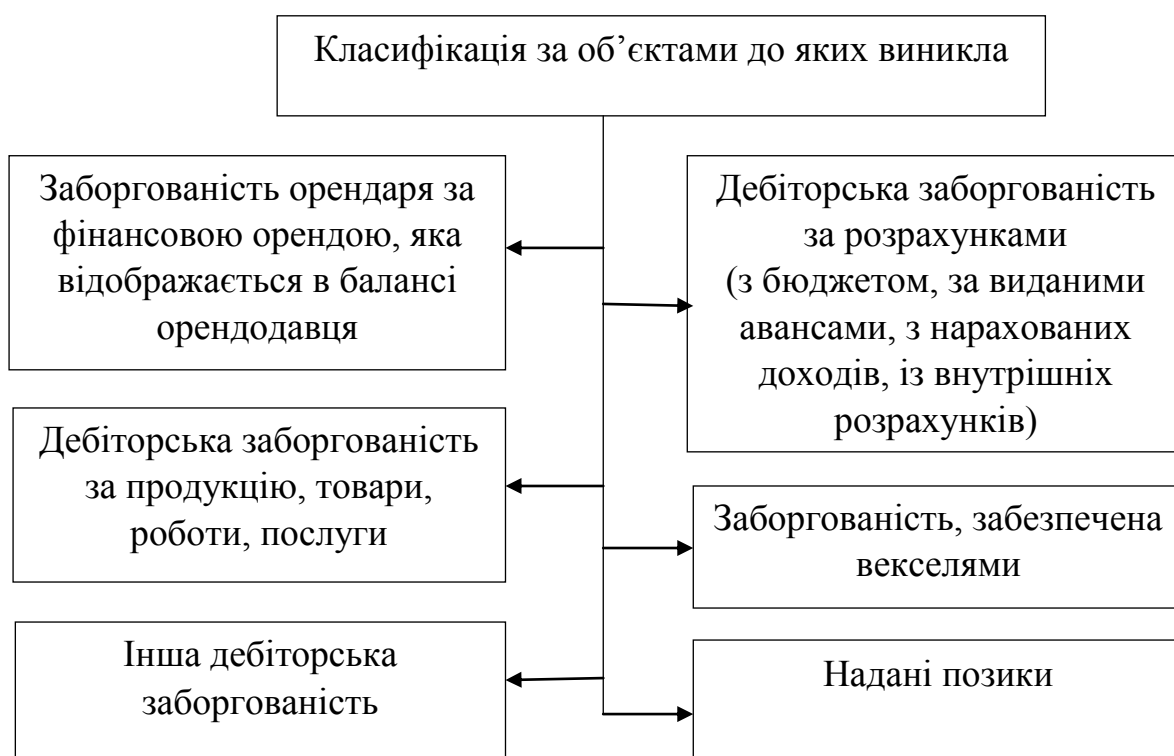 Класифікація за об’єктами до яких виникла
Заборгованість орендаря за
фінансовою орендою, яка
відображається в балансі
орендодавця
Дебіторська заборгованість
за розрахунками
(з бюджетом, за виданими
авансами, з нарахованих
доходів, із внутрішніх
розрахунків)
Дебіторська заборгованість
за продукцію, товари,
роботи, послуги
Заборгованість, забезпечена
векселями
Інша дебіторська
заборгованість
Надані позики